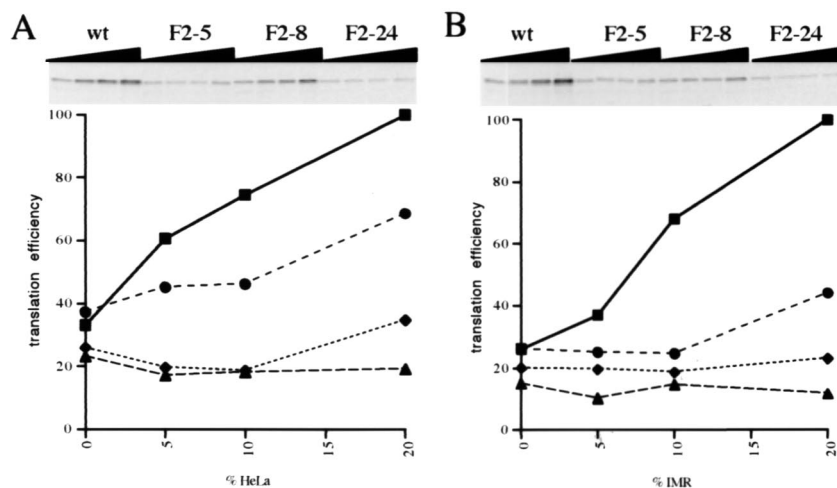 A
wt F2-5 F2-8 F2-24
100
80
60
40
20
0
translation efficiency
0 5 10 20
% HeLa
B
wt F2-5 F2-8 F2-24
100
80
60
40
20
0
translation efficiency
0 5 10 15 20
% IMR